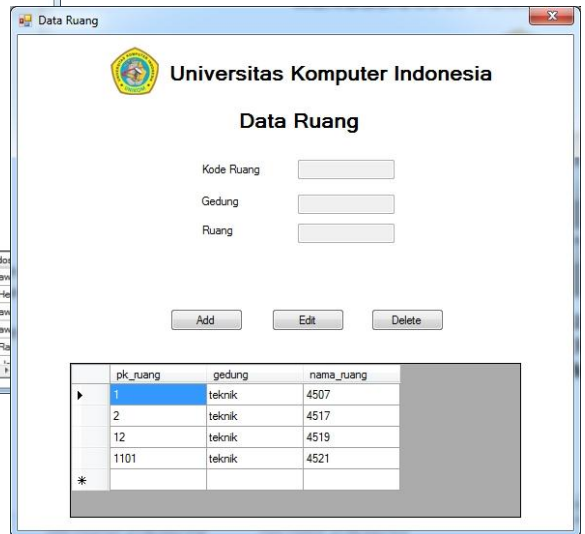 Data Ruang
Universitas Komputer Indonesia
Data Ruang
Kode Ruang
Gedung
Ruang
Add Edit Delete
pk_ruang gedung nama_ruang
1 teknik 4507
2 teknik 4517
12 teknik 4519
1101 teknik 4521